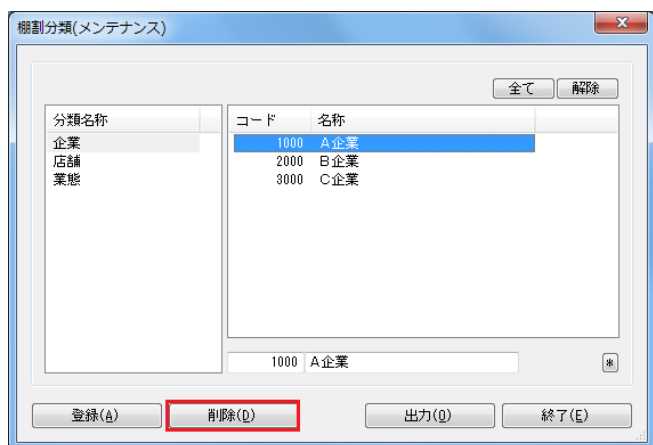 棚割分類(メンテナンス)
全て 解除
分類名称
企業
店舗
業態
コード 名称
1000 A企業
2000 B企業
3000 C企業
1000 A企業
*
登録(A) 削除(D) 出力(O) 終了(E)